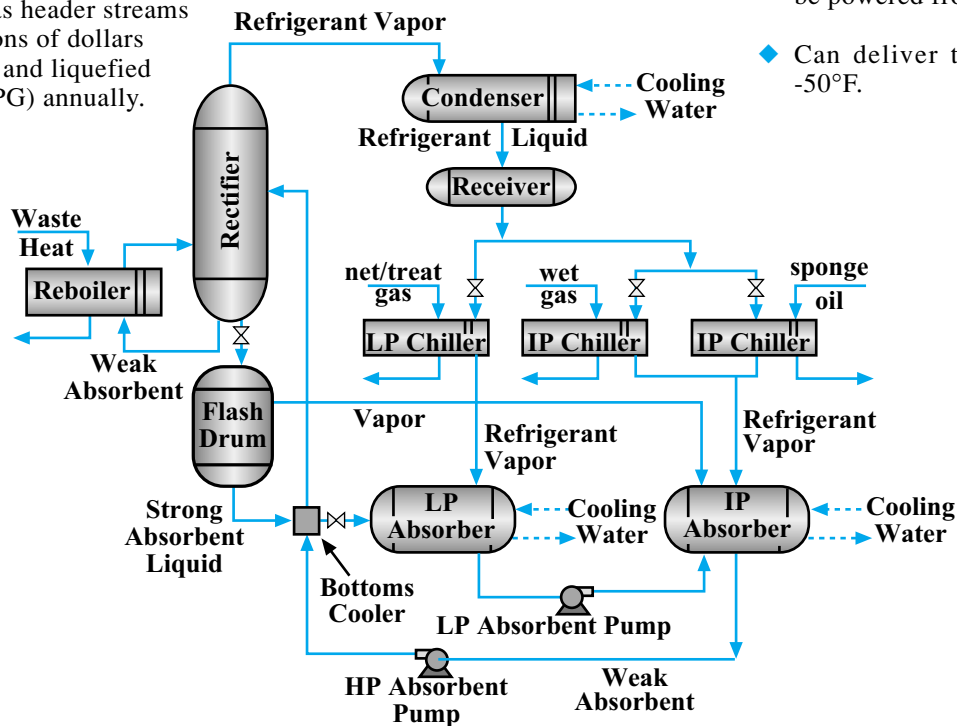 as header streams
ons of dollars
and liquefied
PG) annually.
be powered fro
Can deliver t
-50°F.
Refrigerant Vapor
Condenser
Cooling
Water
Refrigerant Liquid
Receiver
Rectifier
Waste
Heat
Reboiler
Weak
Absorbent
net/treat
gas
wet
gas
sponge
oil
LP Chiller
IP Chiller
IP Chiller
Flash
Drum
Vapor
Refrigerant
Vapor
Refrigerant
Vapor
Strong
Absorbent
Liquid
LP
Absorber
Cooling
Water
IP
Absorber
Cooling
Water
Bottoms
Cooler
LP Absorbent Pump
HP Absorbent
Pump
Weak
Absorbent